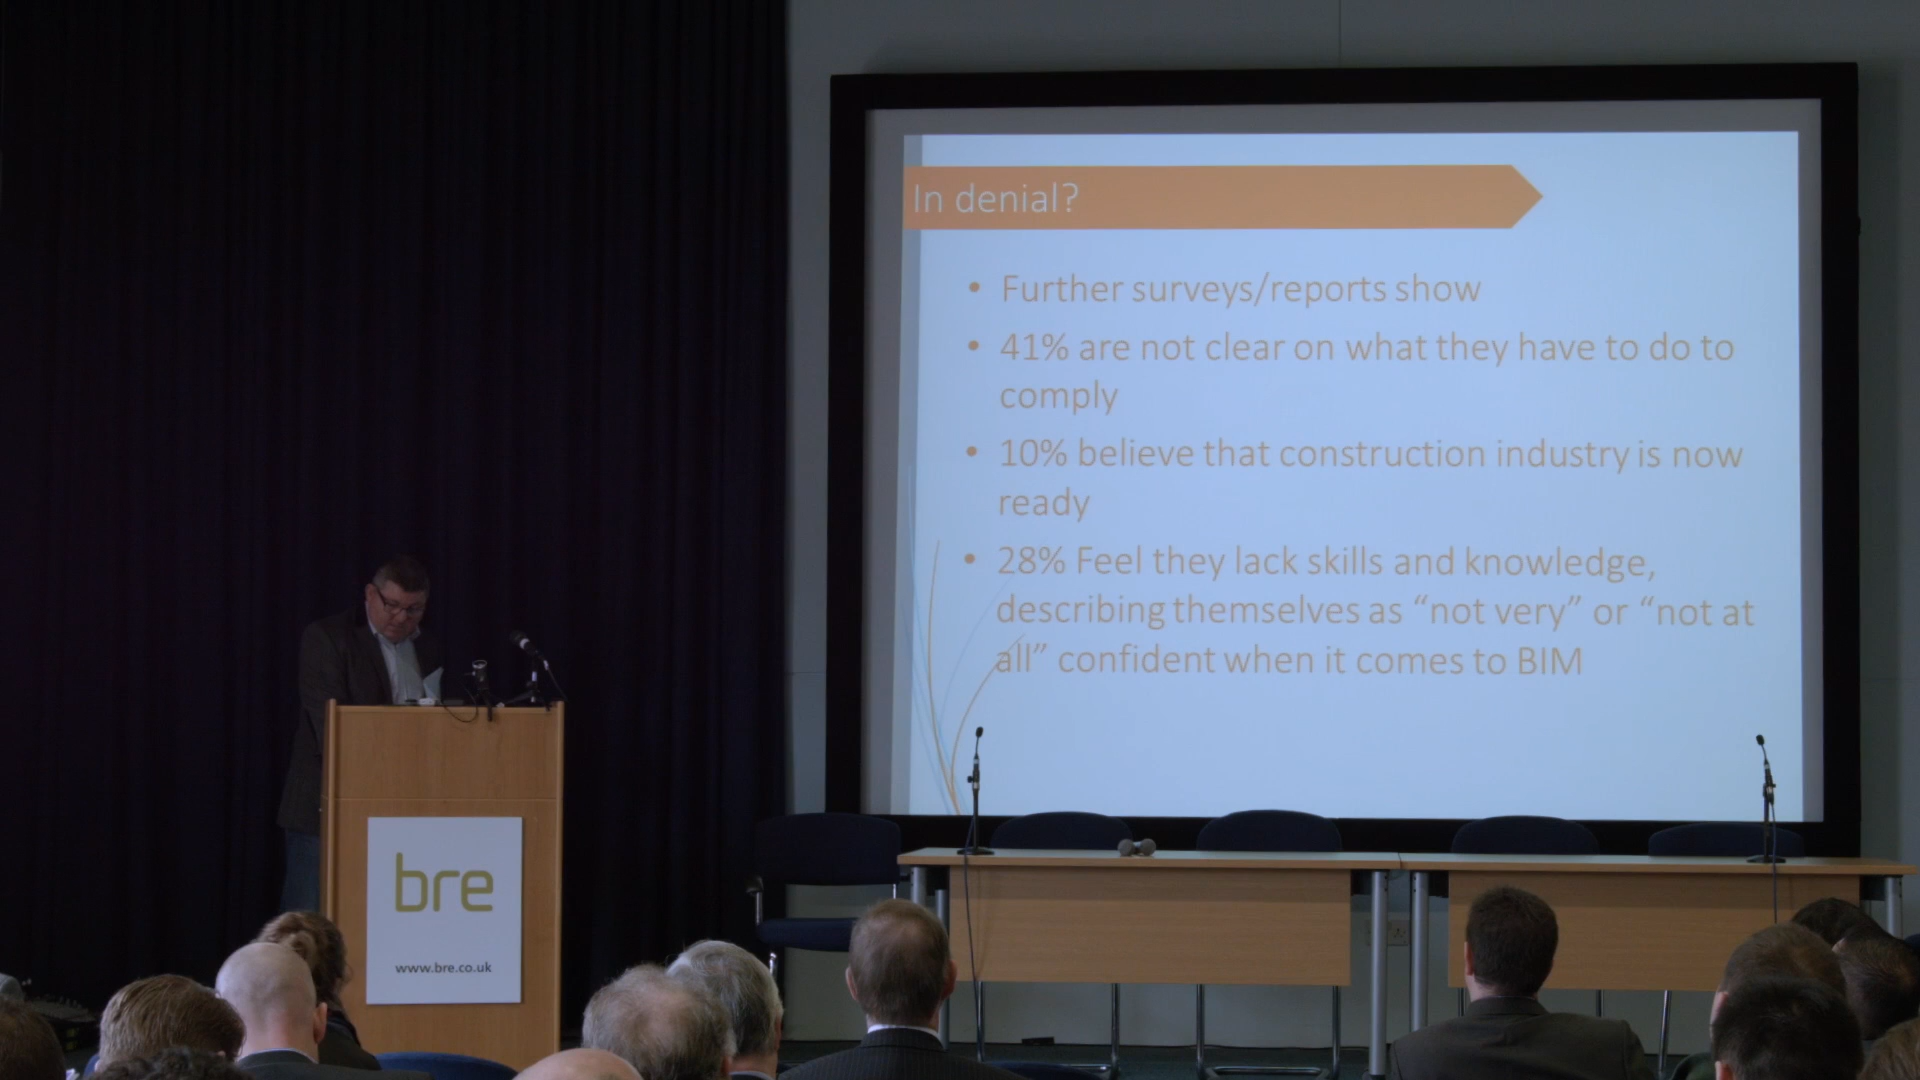 In denial?
• Further surveys/reports show
• 41% are not clear on what they have to do to
comply
• 10% believe that construction industry is now
ready
• 28% Feel they lack skills and knowledge,
describing themselves as “not very” or “not at
all” confident when it comes to BIM
bre
www.bre.co.uk